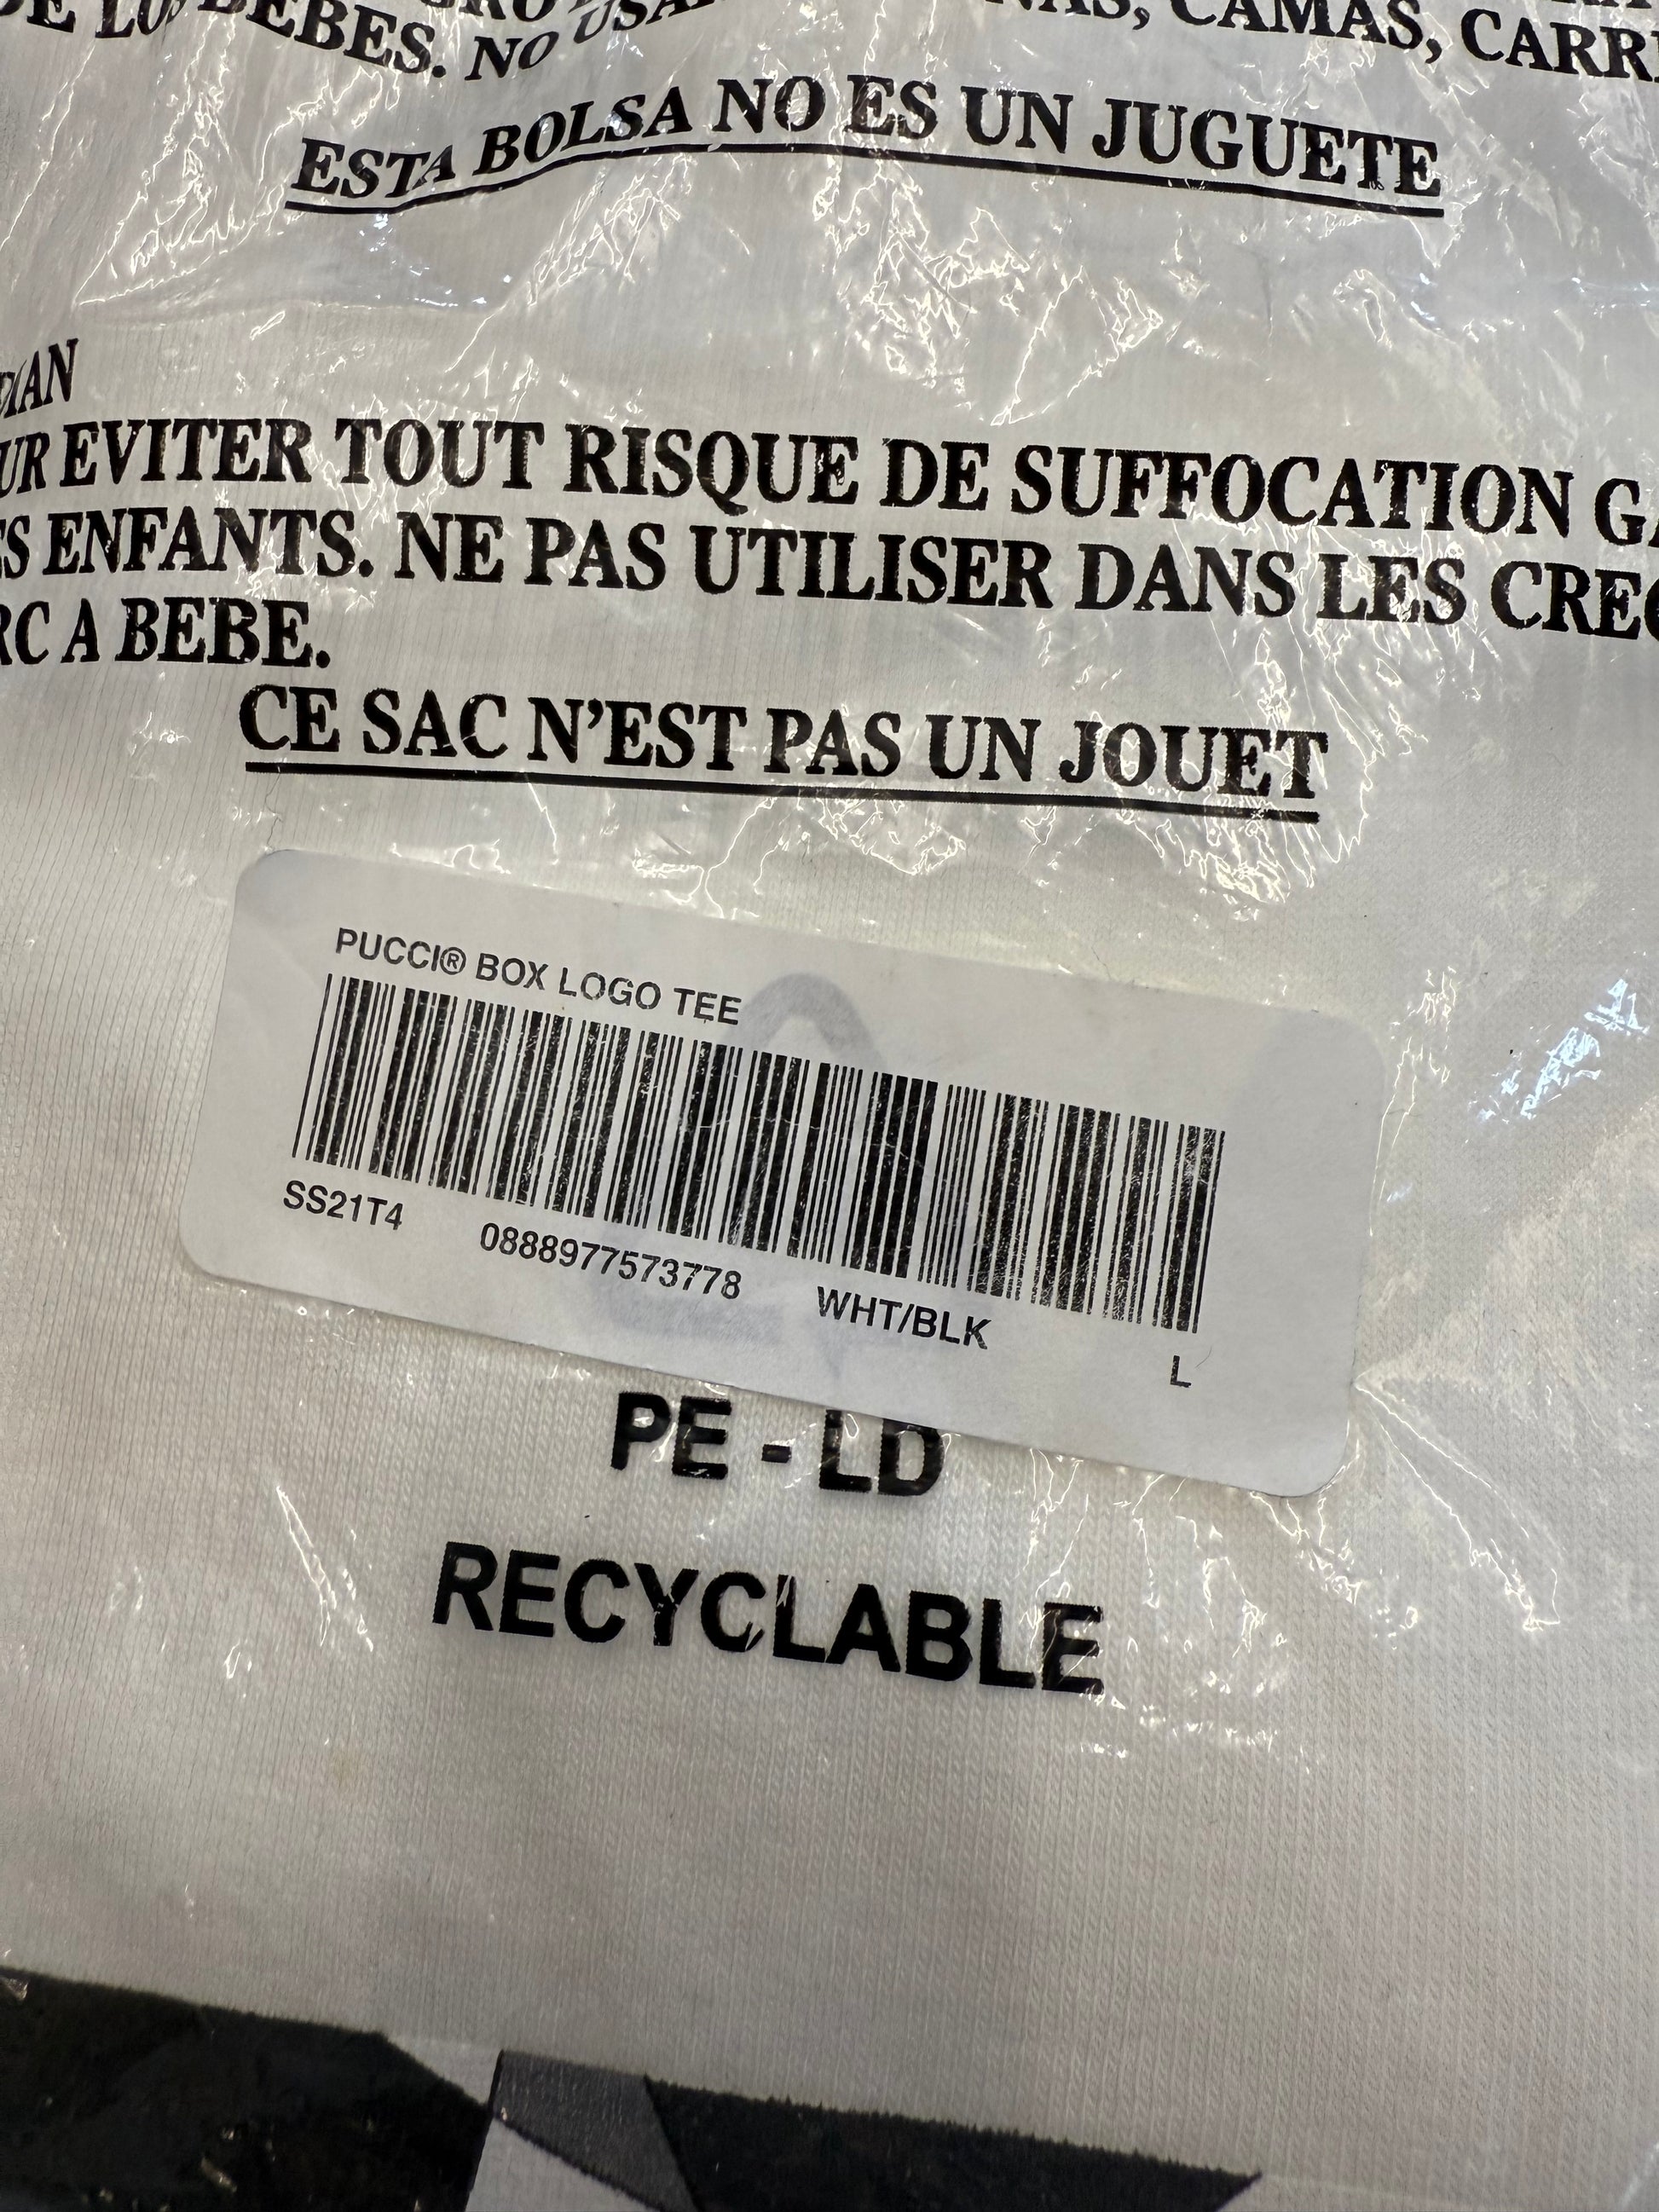 DE LOS BEBES. NO USAR CAMAS,
ESTA BOLSA NO ES UN JUGUETE
EVITER TOUT RISQUE DE SUFFOCATION
ENFANTS. NE PAS UTILISER DANS LES
A BEBE.
CE SAC N'EST PAS UN JOUET
PUCCI® BOX LOGO TEE
SS21T4 0888977573778 WHT/BLK L
PE - LD
RECYCLABLE